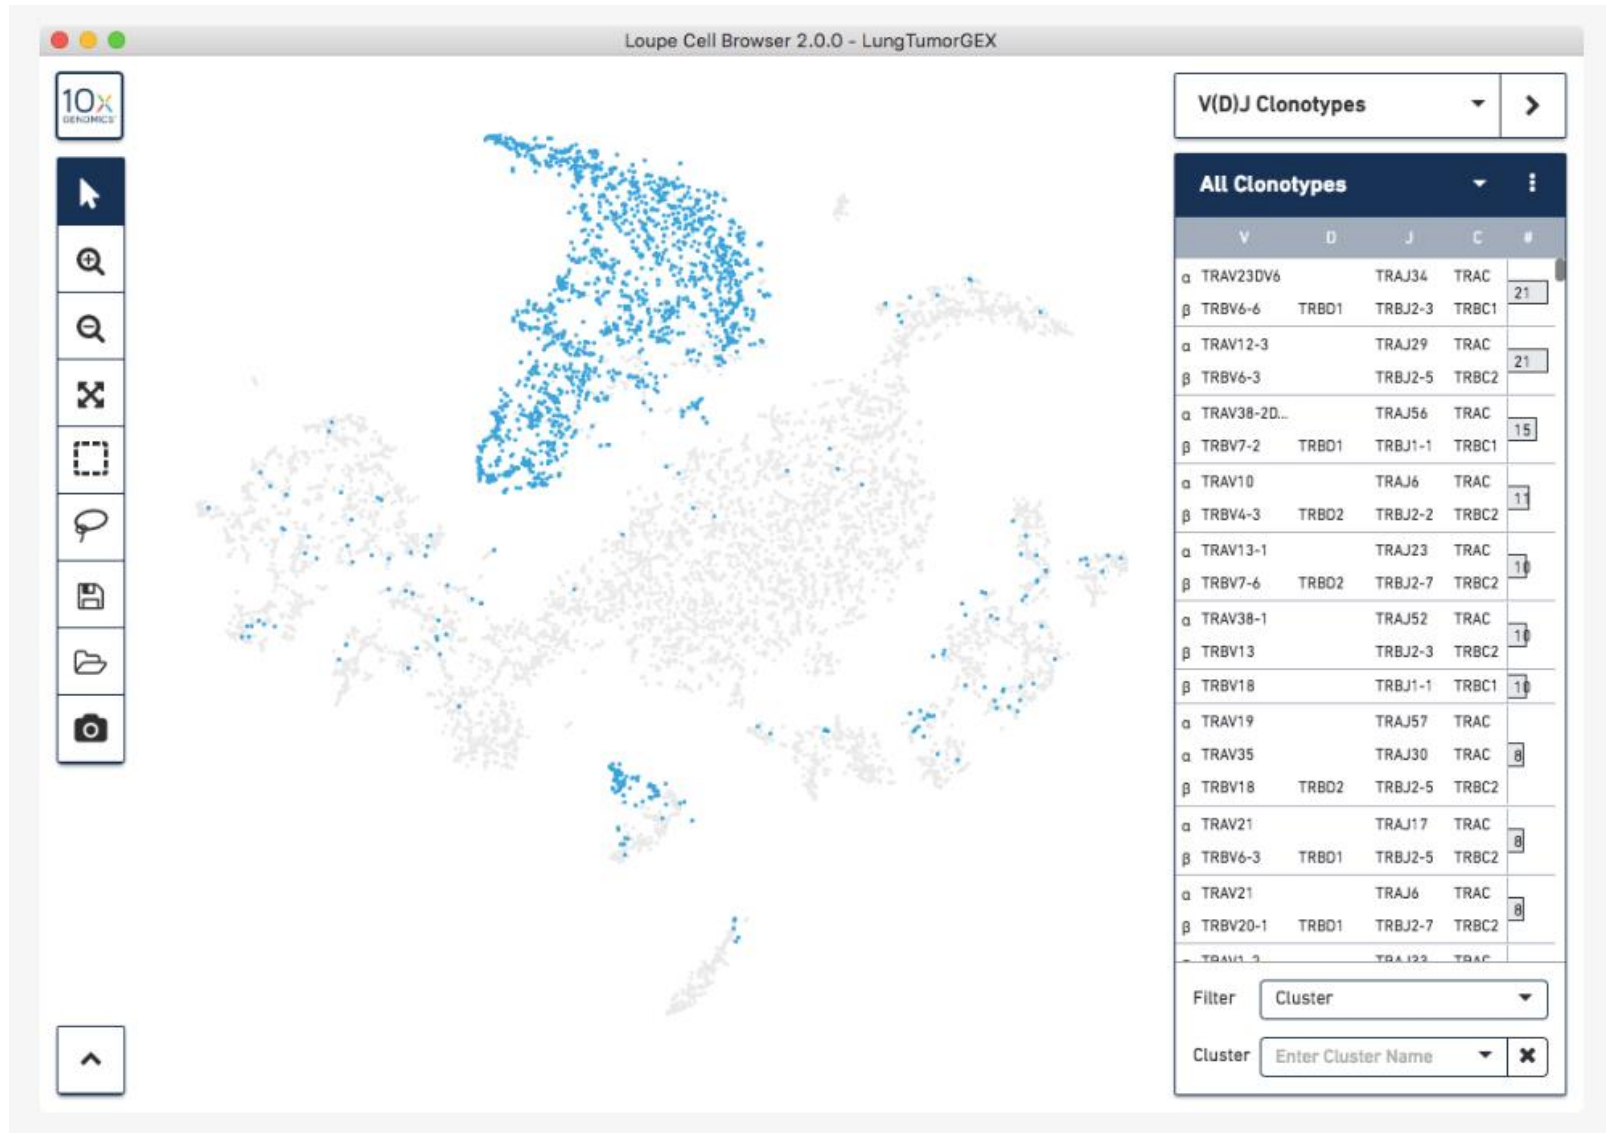 Loupe Cell Browser 2.0.0 - LungTumorGEX
10x
GENOMICS
V(D)J Clonotypes
All Clonotypes
V D J C #
α TRAV23DV6 TRAJ34 TRAC
21
β TRBV6-6 TRBD1 TRBJ2-3 TRBC1
α TRAV12-3 TRAJ29 TRAC
21
β TRBV6-3 TRBJ2-5 TRBC2
α TRAV38-2D... TRAJ56 TRAC
15
β TRBV7-2 TRBD1 TRBJ1-1 TRBC1
α TRAV10 TRAJ6 TRAC
11
β TRBV4-3 TRBD2 TRBJ2-2 TRBC2
α TRAV13-1 TRAJ23 TRAC
10
β TRBV7-6 TRBD2 TRBJ2-7 TRBC2
α TRAV38-1 TRAJ52 TRAC
10
β TRBV13 TRBJ2-3 TRBC2
β TRBV18 TRBJ1-1 TRBC1 10
α TRAV19 TRAJ57 TRAC
α TRAV35 TRAJ30 TRAC 8
β TRBV18 TRBD2 TRBJ2-5 TRBC2
α TRAV21 TRAJ17 TRAC
8
β TRBV6-3 TRBD1 TRBJ2-5 TRBC2
α TRAV21 TRAJ6 TRAC
8
β TRBV20-1 TRBD1 TRBJ2-7 TRBC2
Filter Cluster
Cluster Enter Cluster Name